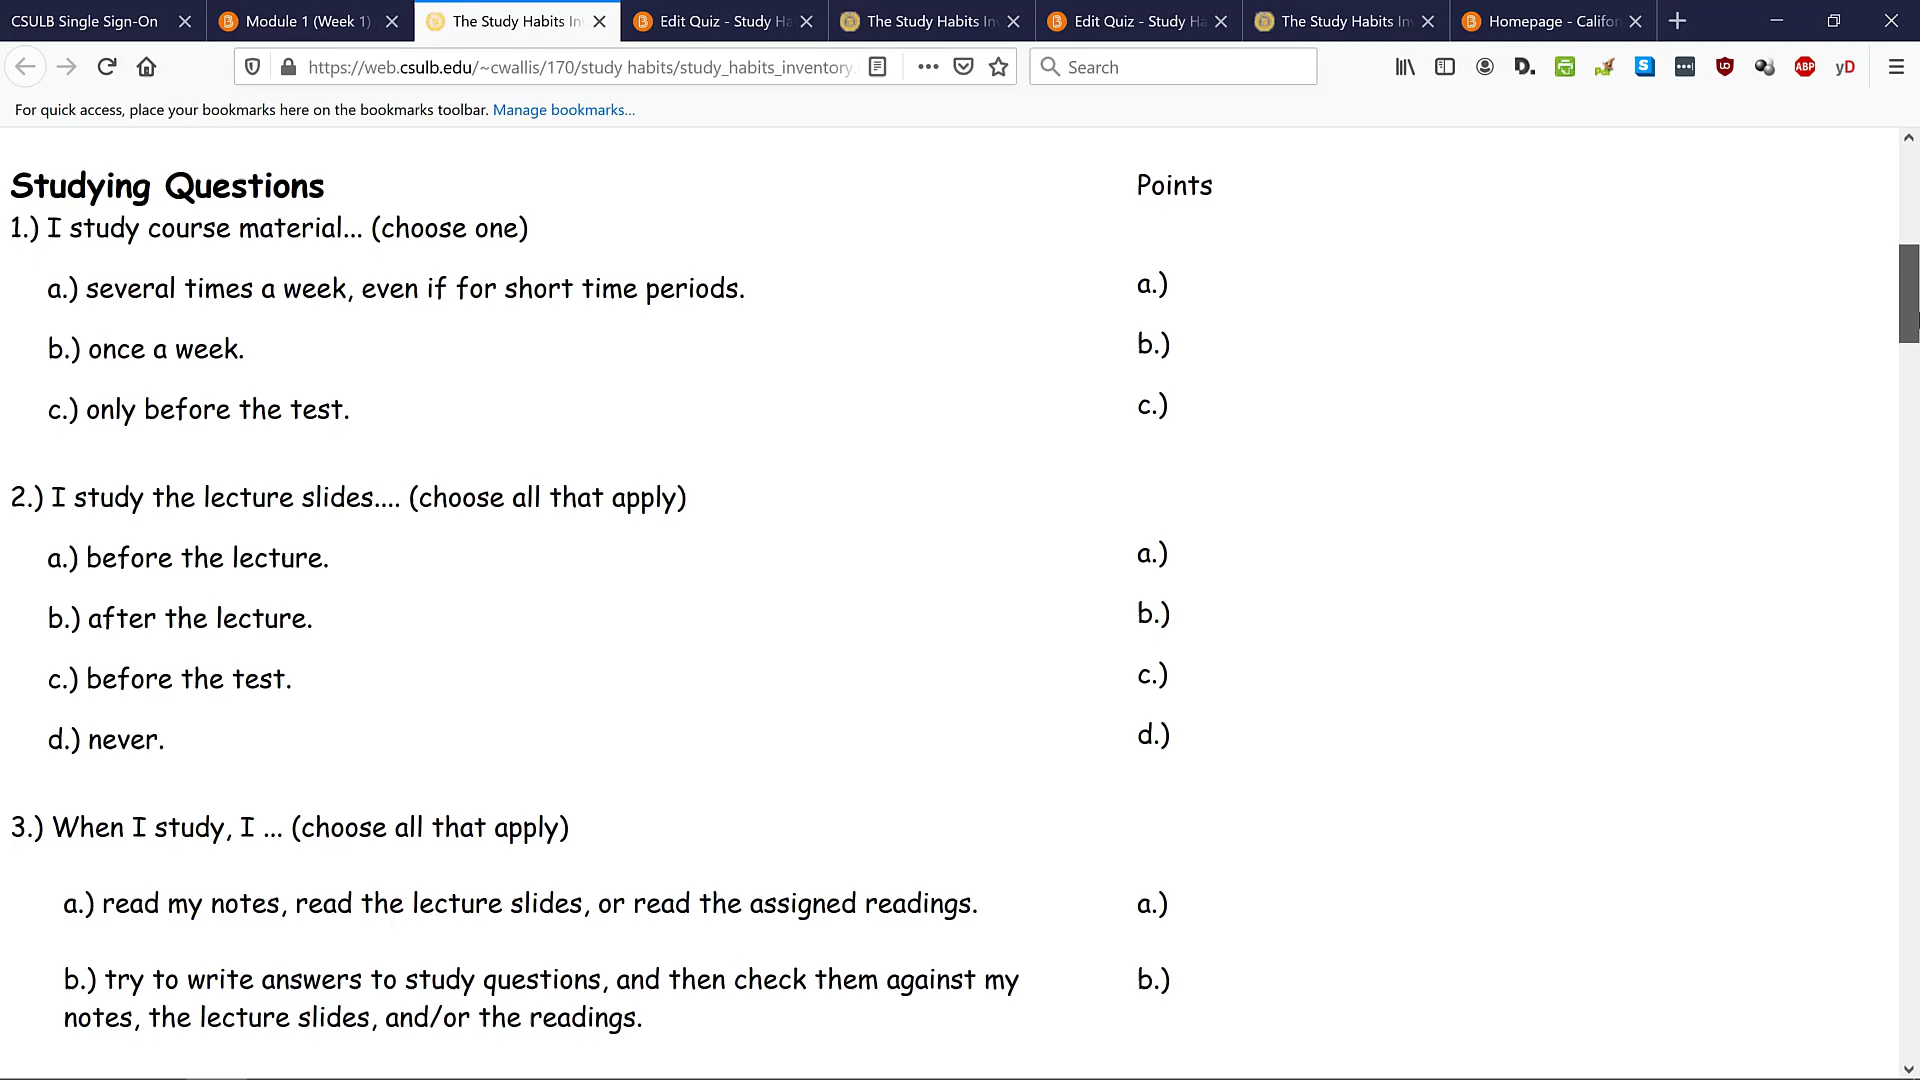 CSULB Single Sign-On
Module 1 (Week 1)
The Study Habits In
Edit Quiz - Study Ha
The Study Habits Inv
Edit Quiz - Study Ha
The Study Habits Inv
Homepage - Califor
https://web.csulb.edu/~cwallis/170/study habits/study_habits_inventory.
Search
D.
S
ABP
yD
For quick access, place your bookmarks here on the bookmarks toolbar. Manage bookmarks...
Studying Questions
Points
1.) I study course material... (choose one)
a.) several times a week, even if for short time periods.
a.)
b.) once a week.
b.)
c.) only before the test.
c.)
2.) I study the lecture slides.... (choose all that apply)
a.) before the lecture.
a.)
b.) after the lecture.
b.)
c.) before the test.
c.)
d.) never.
d.)
3.) When I study, I ... (choose all that apply)
a.) read my notes, read the lecture slides, or read the assigned readings.
a.)
b.) try to write answers to study questions, and then check them against my
b.)
notes, the lecture slides, and/or the readings.